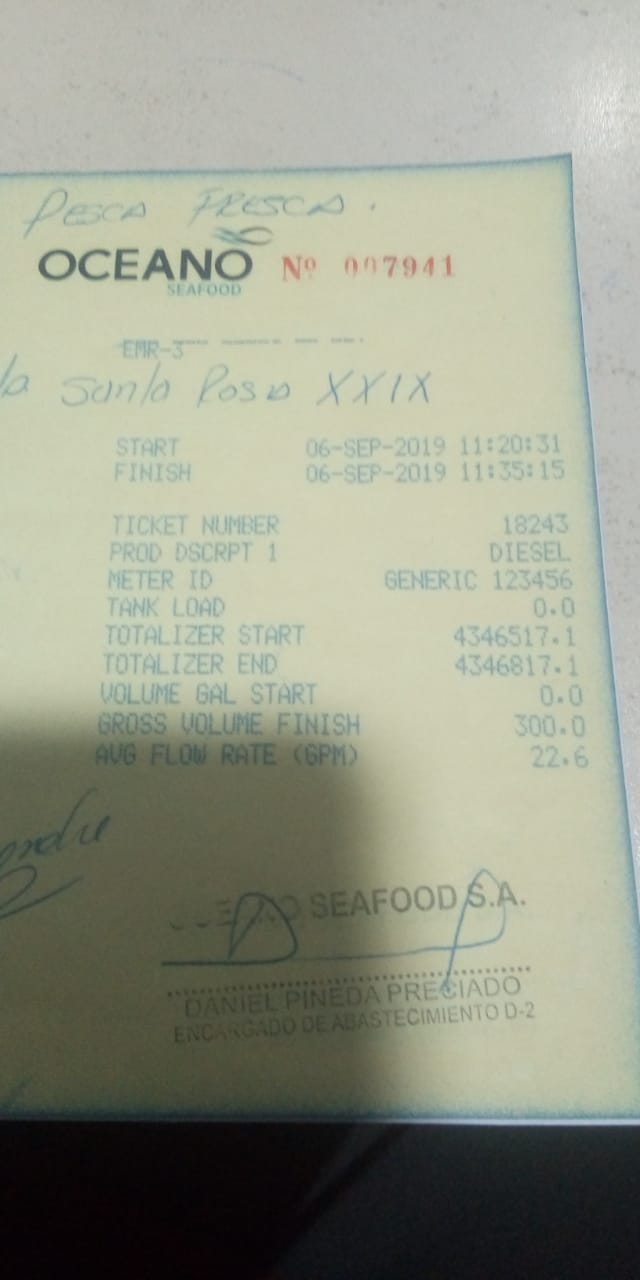 PESCA FRESCA.
OCEANO Nº 007941
SEAFOOD
EMR-3
Santa Rosa XXIX
START 06-SEP-2019 11:20:31
FINISH 06-SEP-2019 11:35:15
TICKET NUMBER 18243
PROD DSCRPT 1 DIESEL
METER ID GENERIC 123456
TANK LOAD 0.0
TOTALIZER START 4346517.1
TOTALIZER END 4346817.1
VOLUME GAL START 0.0
GROSS VOLUME FINISH 300.0
AVG FLOW RATE (GPM) 22.6
SEAFOOD S.A.
DANIEL PINEDA PRECIADO
ENCARGADO DE ABASTECIMIENTO D-2